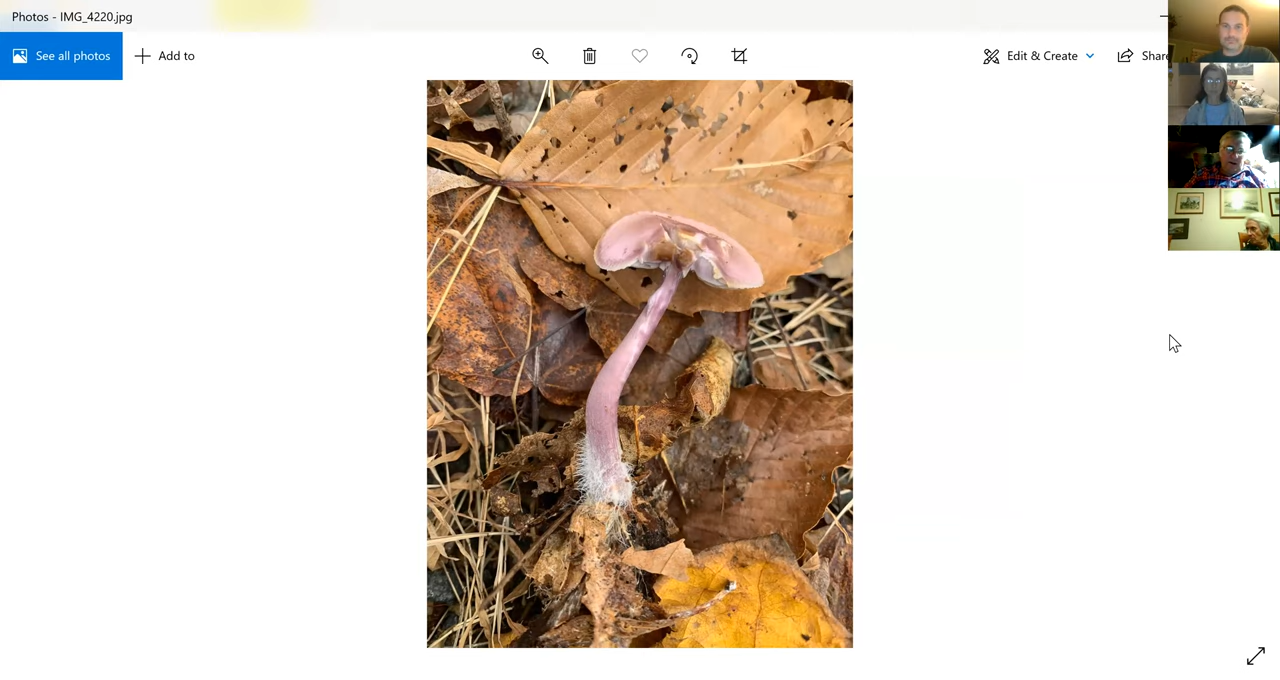 Photos - IMG_4220.jpg
See all photos
Add to
Edit & Create
Share